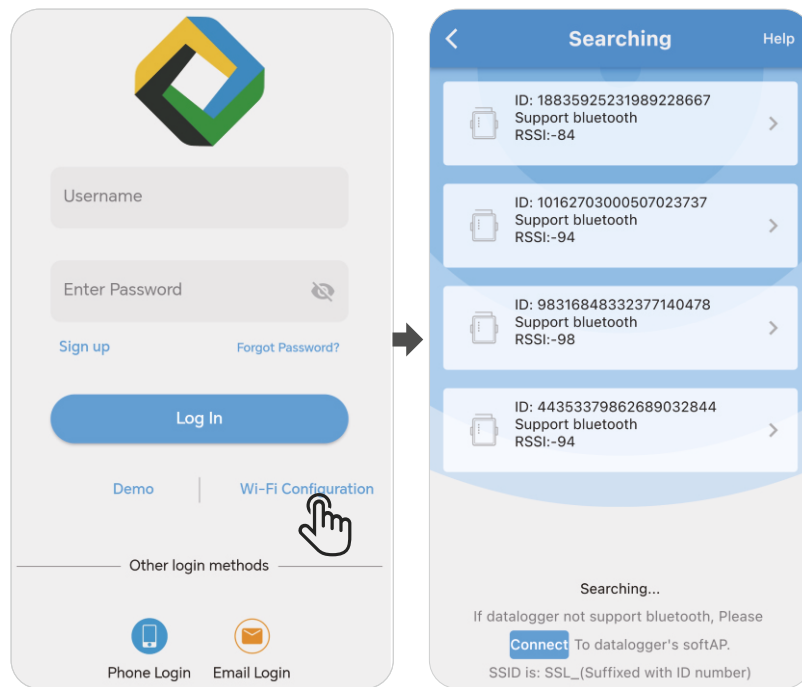 Username
Enter Password
Sign up
Forgot Password?
Log In
Demo
Wi-Fi Configuration
Other login methods
Phone Login
Email Login
Searching
Help
ID: 18835925231989228667
Support bluetooth
RSSI:-84
ID: 10162703000507023737
Support bluetooth
RSSI:-94
ID: 98316848332377140478
Support bluetooth
RSSI:-98
ID: 44353379862689032844
Support bluetooth
RSSI:-94
Searching...
If datalogger not support bluetooth, Please
Connect To datalogger's softAP.
SSID is: SSL_(Suffixed with ID number)